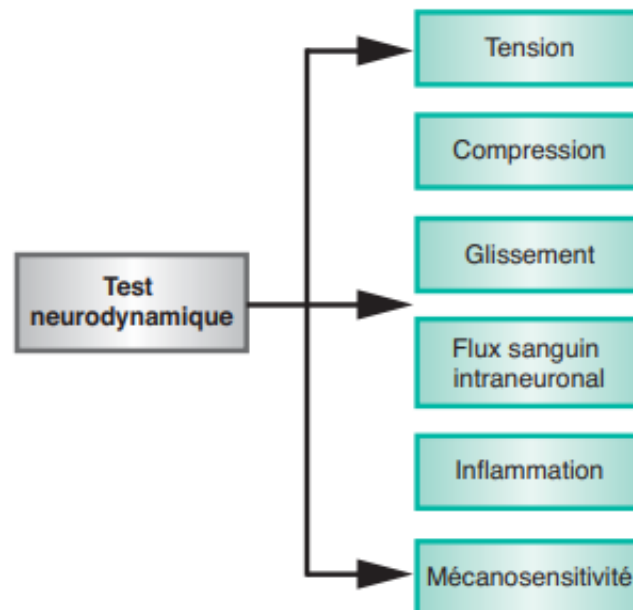 Tension
Compression
Glissement
Test
neurodynamique
Flux sanguin
intraneuronal
Inflammation
Mécanosensitivité